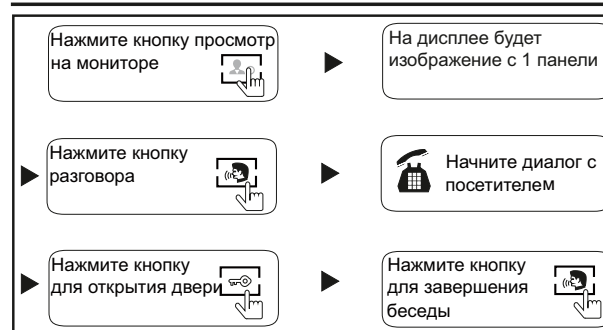 Нажмите кнопку просмотр
на мониторе
На дисплее будет
изображение с 1 панели
Нажмите кнопку
разговора
Начните диалог с
посетителем
Нажмите кнопку
для открытия двери
Нажмите кнопку
для завершения
беседы